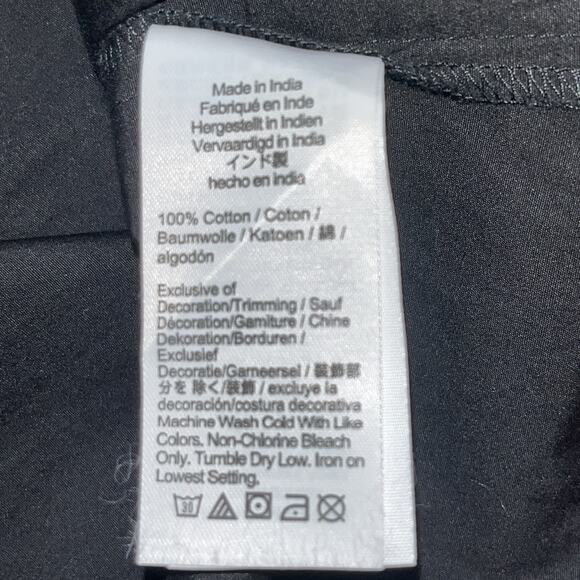 Made in India
Fabriqué en Inde
Hergestellt in Indien
Vervaardigd in India
インド製
hecho en india
100% Cotton / Coton /
Baumwolle / Katoen / 綿 /
algodón
Exclusive of
Decoration/Trimming / Sauf
Décoration/Garniture / Chine
Dekoration/Borduren /
Exclusief
Decoratie/Garneersel / 装飾部
分を 除く/装飾 / excluye la
decoración/costura decorativa
Machine Wash Cold With Like
Colors. Non-Chlorine Bleach
Only. Tumble Dry Low. Iron on
Lowest Setting.
30